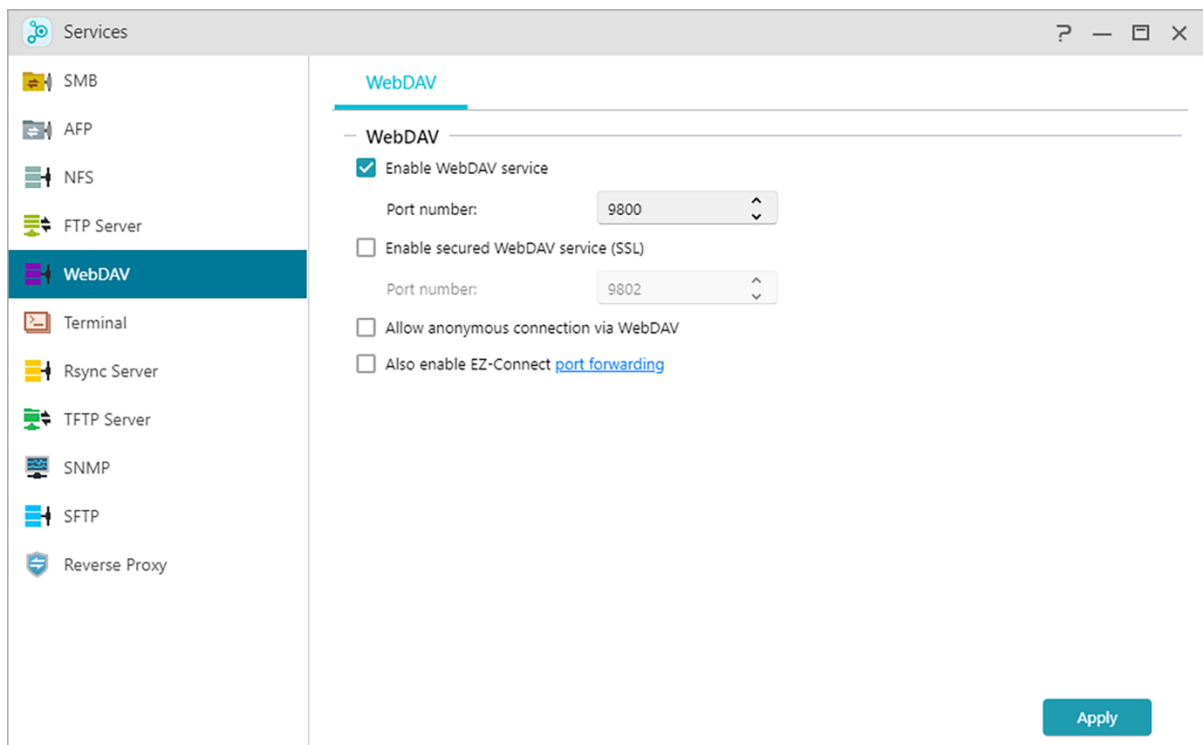 Services
SMB
AFP
NFS
FTP Server
WebDAV
Terminal
Rsync Server
TFTP Server
SNMP
SFTP
Reverse Proxy
WebDAV
WebDAV
Enable WebDAV service
Port number: 9800
Enable secured WebDAV service (SSL)
Port number: 9802
Allow anonymous connection via WebDAV
Also enable EZ-Connect port forwarding
Apply